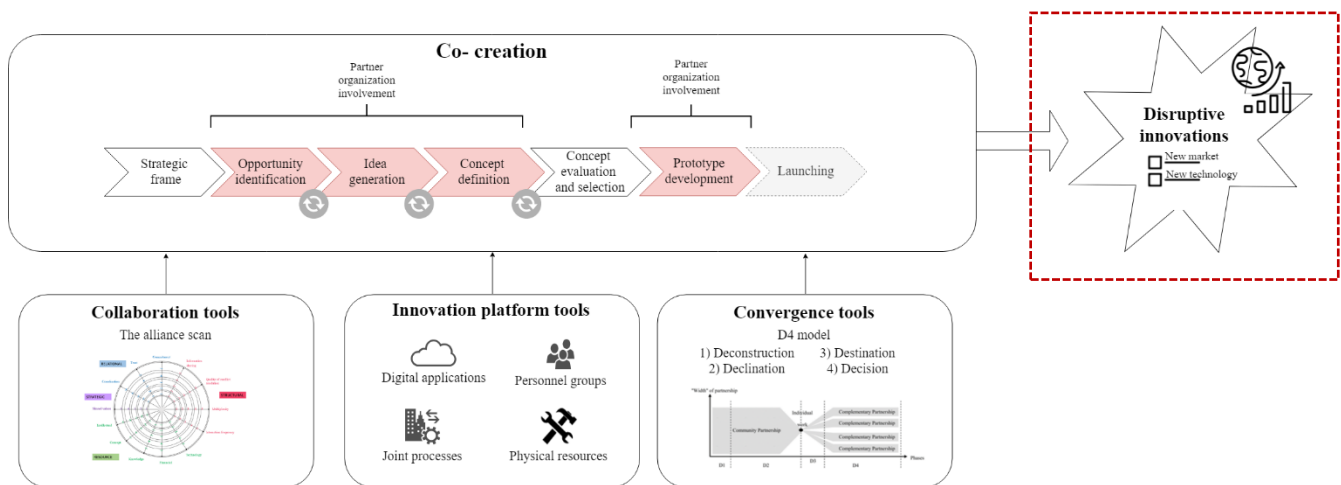 Co- creation
Partner
organization
involvement
Partner
organization
involvement
Strategic
frame
Opportunity
identification
Idea
generation
Concept
definition
Concept
evaluation
and selection
Prototype
development
Launching
Disruptive
innovations
New market
New technology
Collaboration tools
The alliance scan
RELATIONAL
STRATEGIC
STRUCTURAL
RESOURCE
Trust
Innovation platform tools
Digital applications
Personnel groups
Joint processes
Physical resources
Convergence tools
D4 model
1) Deconstruction
3) Destination
2) Declination
4) Decision
"Width" of partnership
Individual
work
Community Partnership
Complementary Partnership
Complementary Partnership
Complementary Partnership
Complementary Partnership
Phases
D1
D2
D3
D4